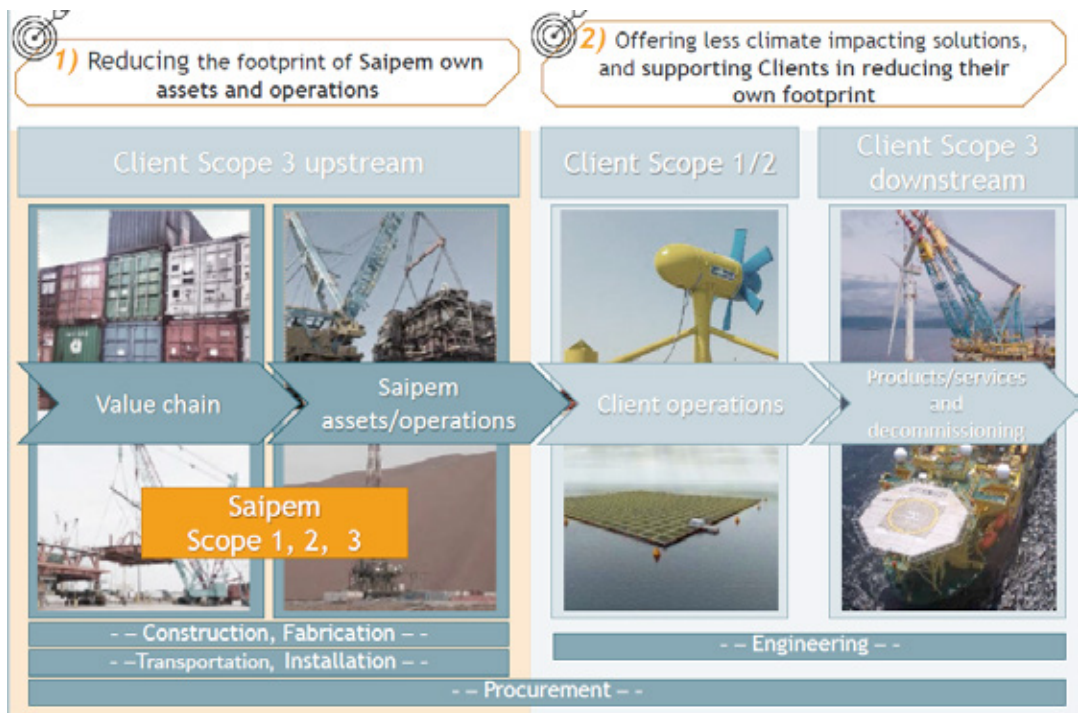 1) Reducing the footprint of Saipem own
assets and operations
2) Offering less climate impacting solutions,
and supporting Clients in reducing their
own footprint
Client Scope 3 upstream
Client Scope 1/2
Client Scope 3
downstream
Value chain
Saipem
assets/operations
Client operations
Products/services
and
decommissioning
Saipem
Scope 1, 2, 3
- – Construction, Fabrication – -
- –Transportation, Installation – -
- – Engineering – -
- – Procurement – -